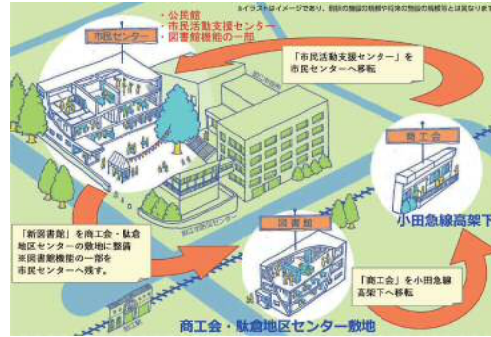 ※イラストはイメージであり、
・公民館
・市民活動支援センター
・図書館機能の一部
市民センター
「市民活動支援センター」を
市民センターへ移転
商工会
小田急線高架下
「新図書館」を商工会・駄倉
地区センターの敷地に整備
※図書館機能の一部を
市民センターへ残す。
図書館
「商工会」を小田急線
高架下へ移転
商工会・駄倉地区センター敷地